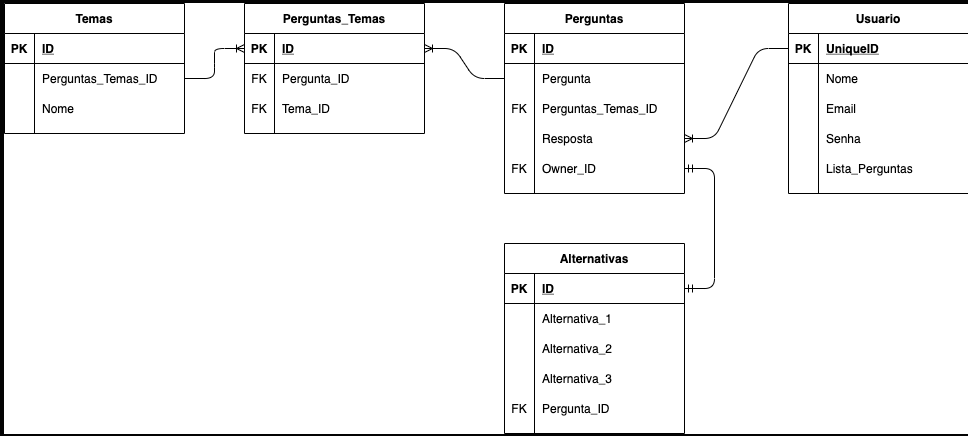 Temas
PK ID
Perguntas_Temas_ID
Nome
Perguntas_Temas
PK ID
FK Pergunta_ID
FK Tema_ID
Perguntas
PK ID
Pergunta
FK Perguntas_Temas_ID
Resposta
FK Owner_ID
Usuario
PK UniqueID
Nome
Email
Senha
Lista_Perguntas
Alternativas
PK ID
Alternativa_1
Alternativa_2
Alternativa_3
FK Pergunta_ID